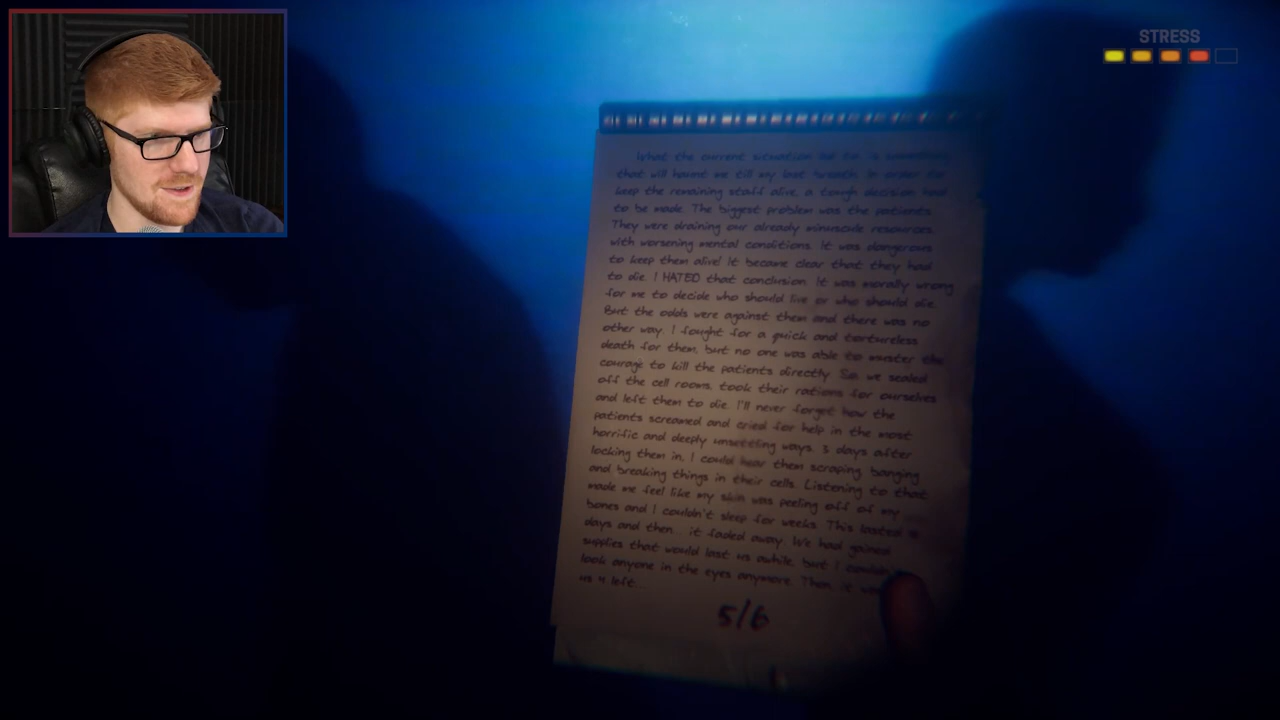 STRESS
What the current situation led to is something
that will haunt me till my last breath. In order to
keep the remaining staff alive, a tough decision had
to be made. The biggest problem was the patients.
They were draining our already minuscule resources
with worsening mental conditions. It was dangerous
to keep them alive! It became clear that they had
to die. I HATED that conclusion. It was morally wrong
for me to decide who should live or who should die.
But the odds were against them and there was no
other way. I fought for a quick and tortureless
death for them, but no one was able to muster the
courage to kill the patients directly. So, we sealed
off the cell rooms, took their rations for ourselves
and left them to die. I'll never forget how the
patients screamed and cried for help in the most
horrific and deeply unsettling ways. 3 days after
locking them in, I could hear them scraping, banging
and breaking things in their cells. Listening to that
made me feel like my skin was peeling off of my
bones and I couldn't sleep for weeks. This lasted
days and then... it faded away. We had gained
supplies that would last us awhile, but I couldn't
look anyone in the eyes anymore. Then it was
us 4 left...
5/6